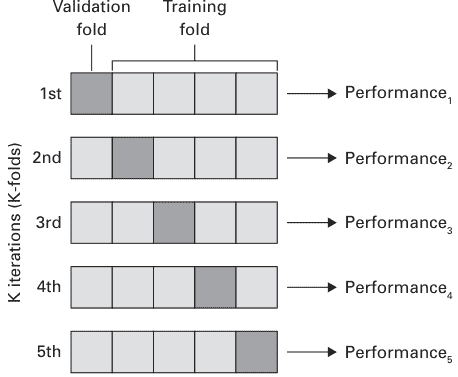 Validation
fold
Training
fold
K iterations (K-folds)
1st
Performance₁
2nd
Performance₂
3rd
Performance₃
4th
Performance₄
5th
Performance₅